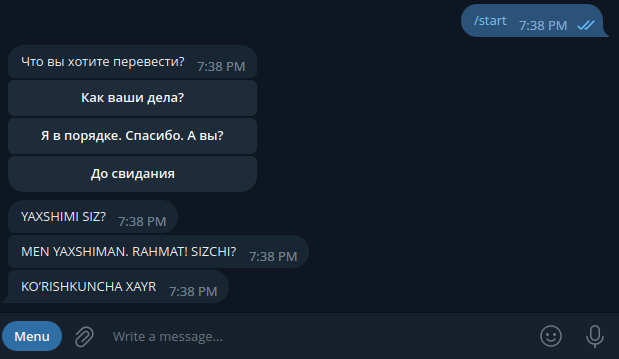 /start 7:38 PM
Что вы хотите перевести? 7:38 PM
Как ваши дела?
Я в порядке. Спасибо. А вы?
До свидания
YAXSHIMI SIZ? 7:38 PM
MEN YAXSHIMAN. RAHMAT! SIZCHI? 7:38 PM
KO’RISHKUNCHA XAYR 7:38 PM
Menu Write a message...